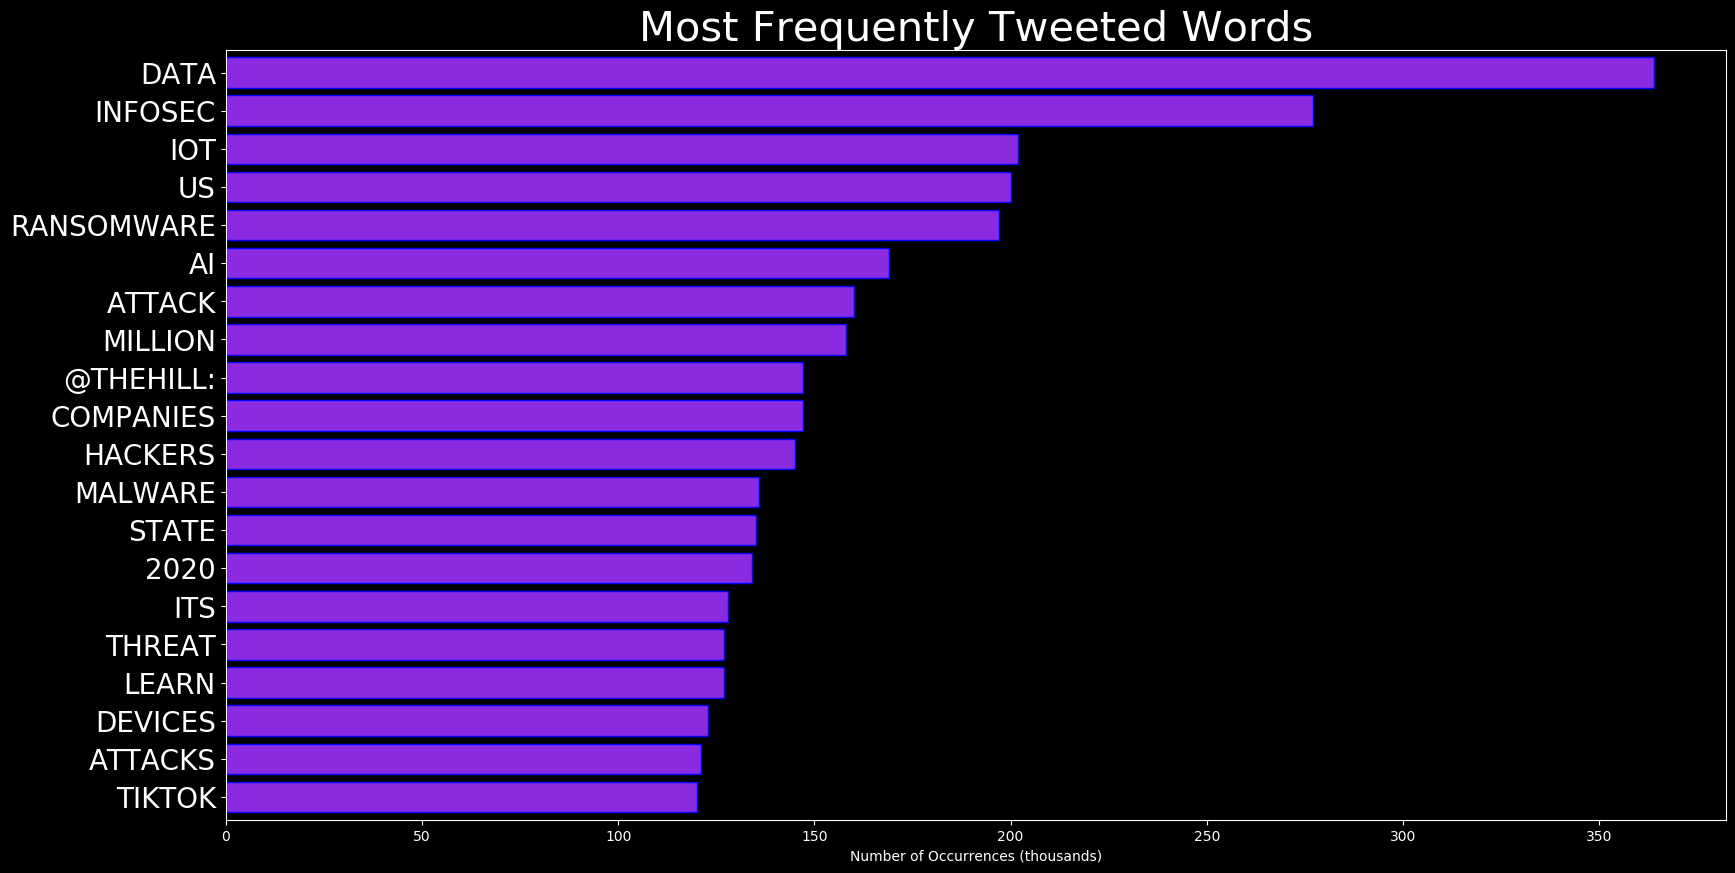 Most Frequently Tweeted Words
DATA
INFOSEC
IOT
US
RANSOMWARE
AI
ATTACK
MILLION
@THEHILL:
COMPANIES
HACKERS
MALWARE
STATE
2020
ITS
THREAT
LEARN
DEVICES
ATTACKS
TIKTOK
0 50 100 150 200 250 300 350
Number of Occurrences (thousands)